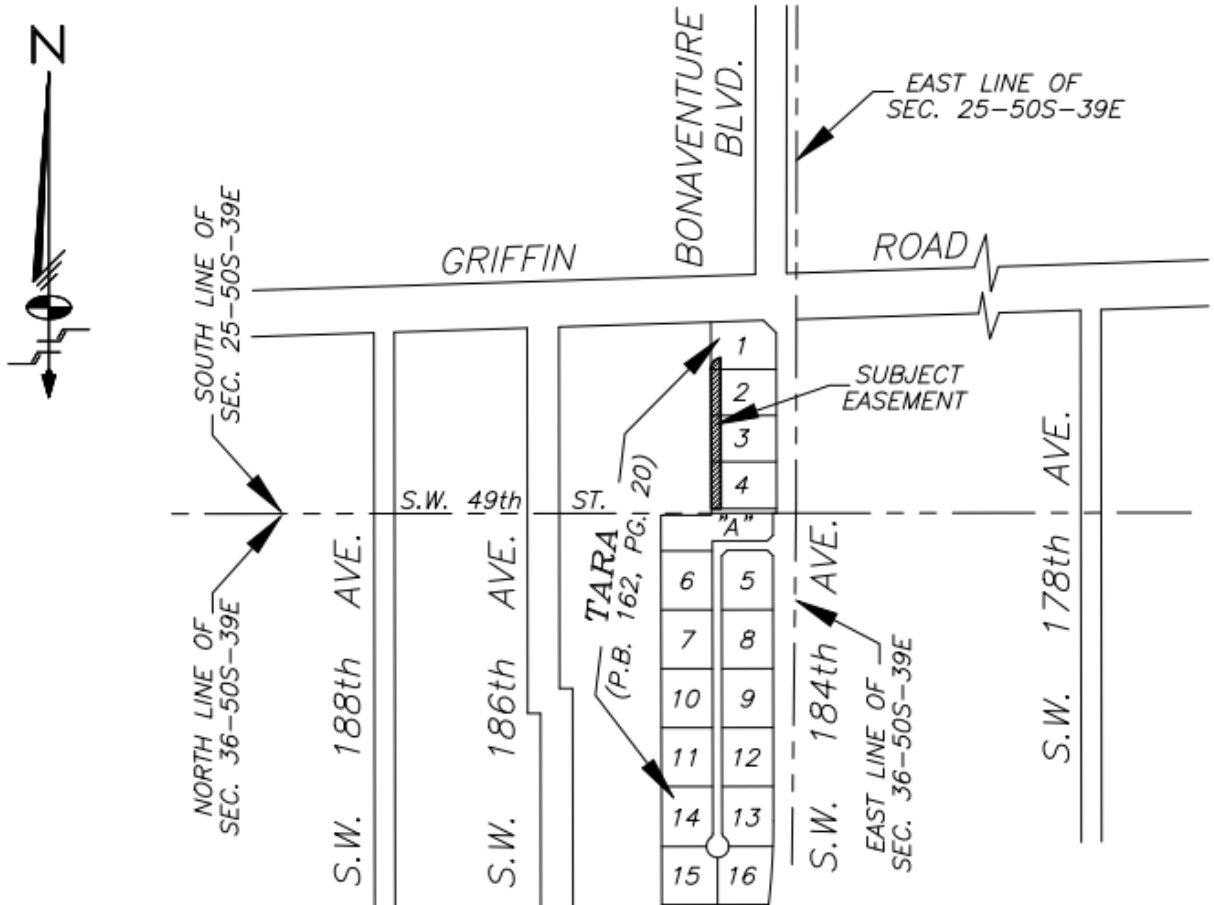 N
BONAVENTURE
BLVD.
EAST LINE OF
SEC. 25-50S-39E
SOUTH LINE OF
SEC. 25-50S-39E
GRIFFIN
ROAD
1
SUBJECT
EASEMENT
2
3
4
TARA
(P.B. 162, PG. 20)
S.W. 49th
ST.
"A"
NORTH LINE OF
SEC. 36-50S-39E
S.W. 188th AVE.
S.W. 186th AVE.
S.W. 184th AVE.
EAST LINE OF
SEC. 36-50S-39E
S.W. 178th AVE.
6
5
7
8
10
9
11
12
14
13
15
16